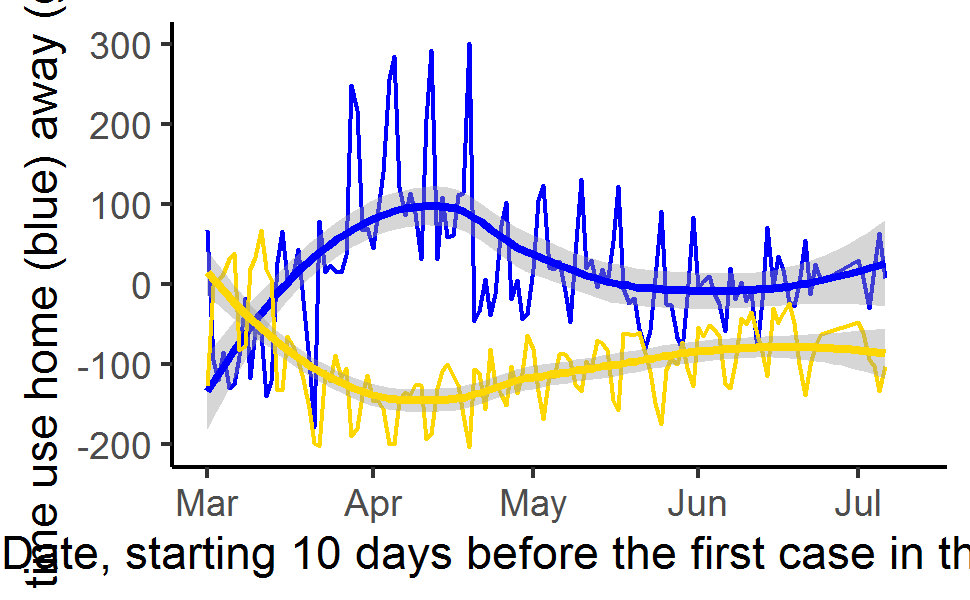 time use home (blue) away (
300
200
100
0
-100
-200
Mar Apr May Jun Jul
Date, starting 10 days before the first case in th